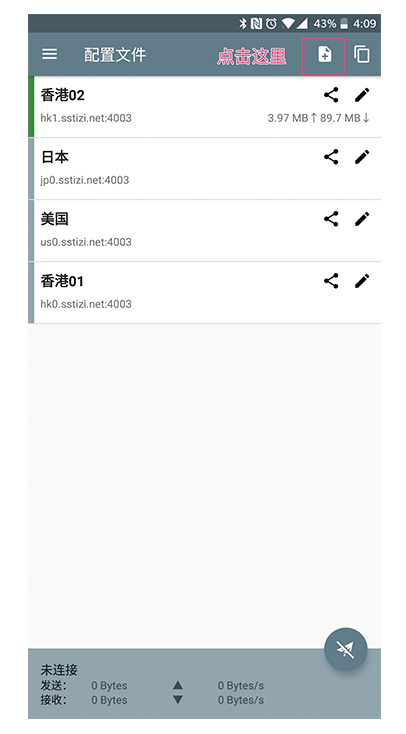 43% 4:09
配置文件 点击这里
香港02
hk1.sstizi.net:4003 3.97 MB↑ 89.7 MB↓
日本
jp0.sstizi.net:4003
美国
us0.sstizi.net:4003
香港01
hk0.sstizi.net:4003
未连接
发送: 0 Bytes ▲ 0 Bytes/s
接收: 0 Bytes ▼ 0 Bytes/s